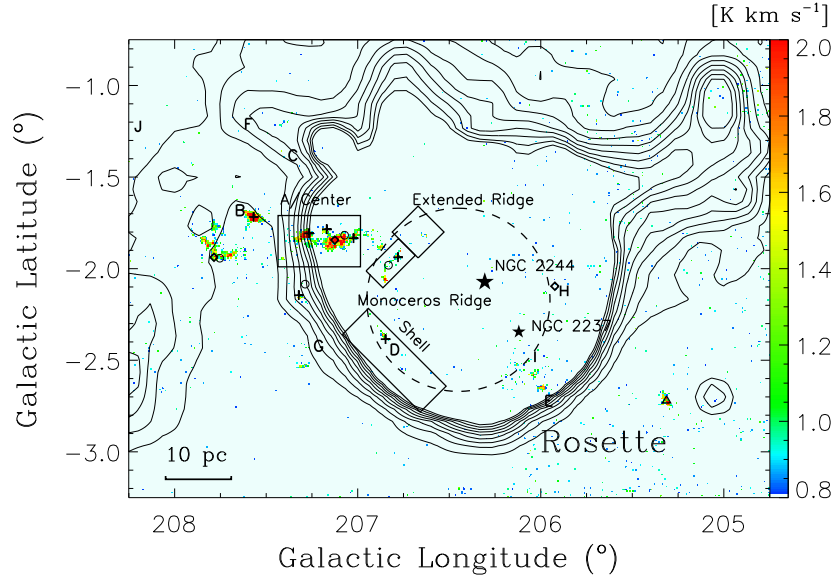 [K km s⁻¹]
2.0
1.8
1.6
1.4
1.2
1.0
0.8
−1.0
−1.5
−2.0
−2.5
−3.0
Galactic Latitude (°)
J
F
C
B
A/Center
Extended Ridge
NGC 2244
H
Monoceros Ridge
NGC 2237
Shell
G
D
I
E
Rosette
10 pc
208
207
206
205
Galactic Longitude (°)